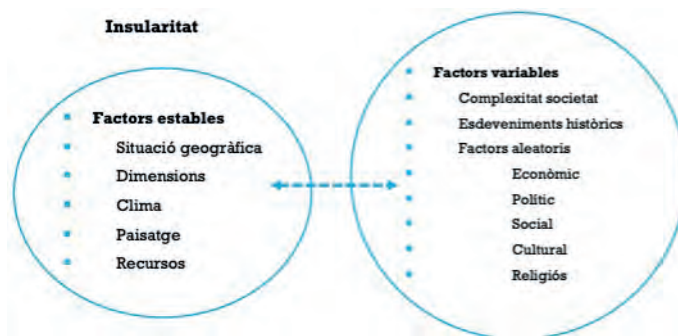 Insularitat
Factors estables
Situació geogràfica
Dimensions
Clima
Paisatge
Recursos
Factors variables
Complexitat societat
Esdeveniments històrics
Factors aleatoris
Econòmic
Polític
Social
Cultural
Religiós